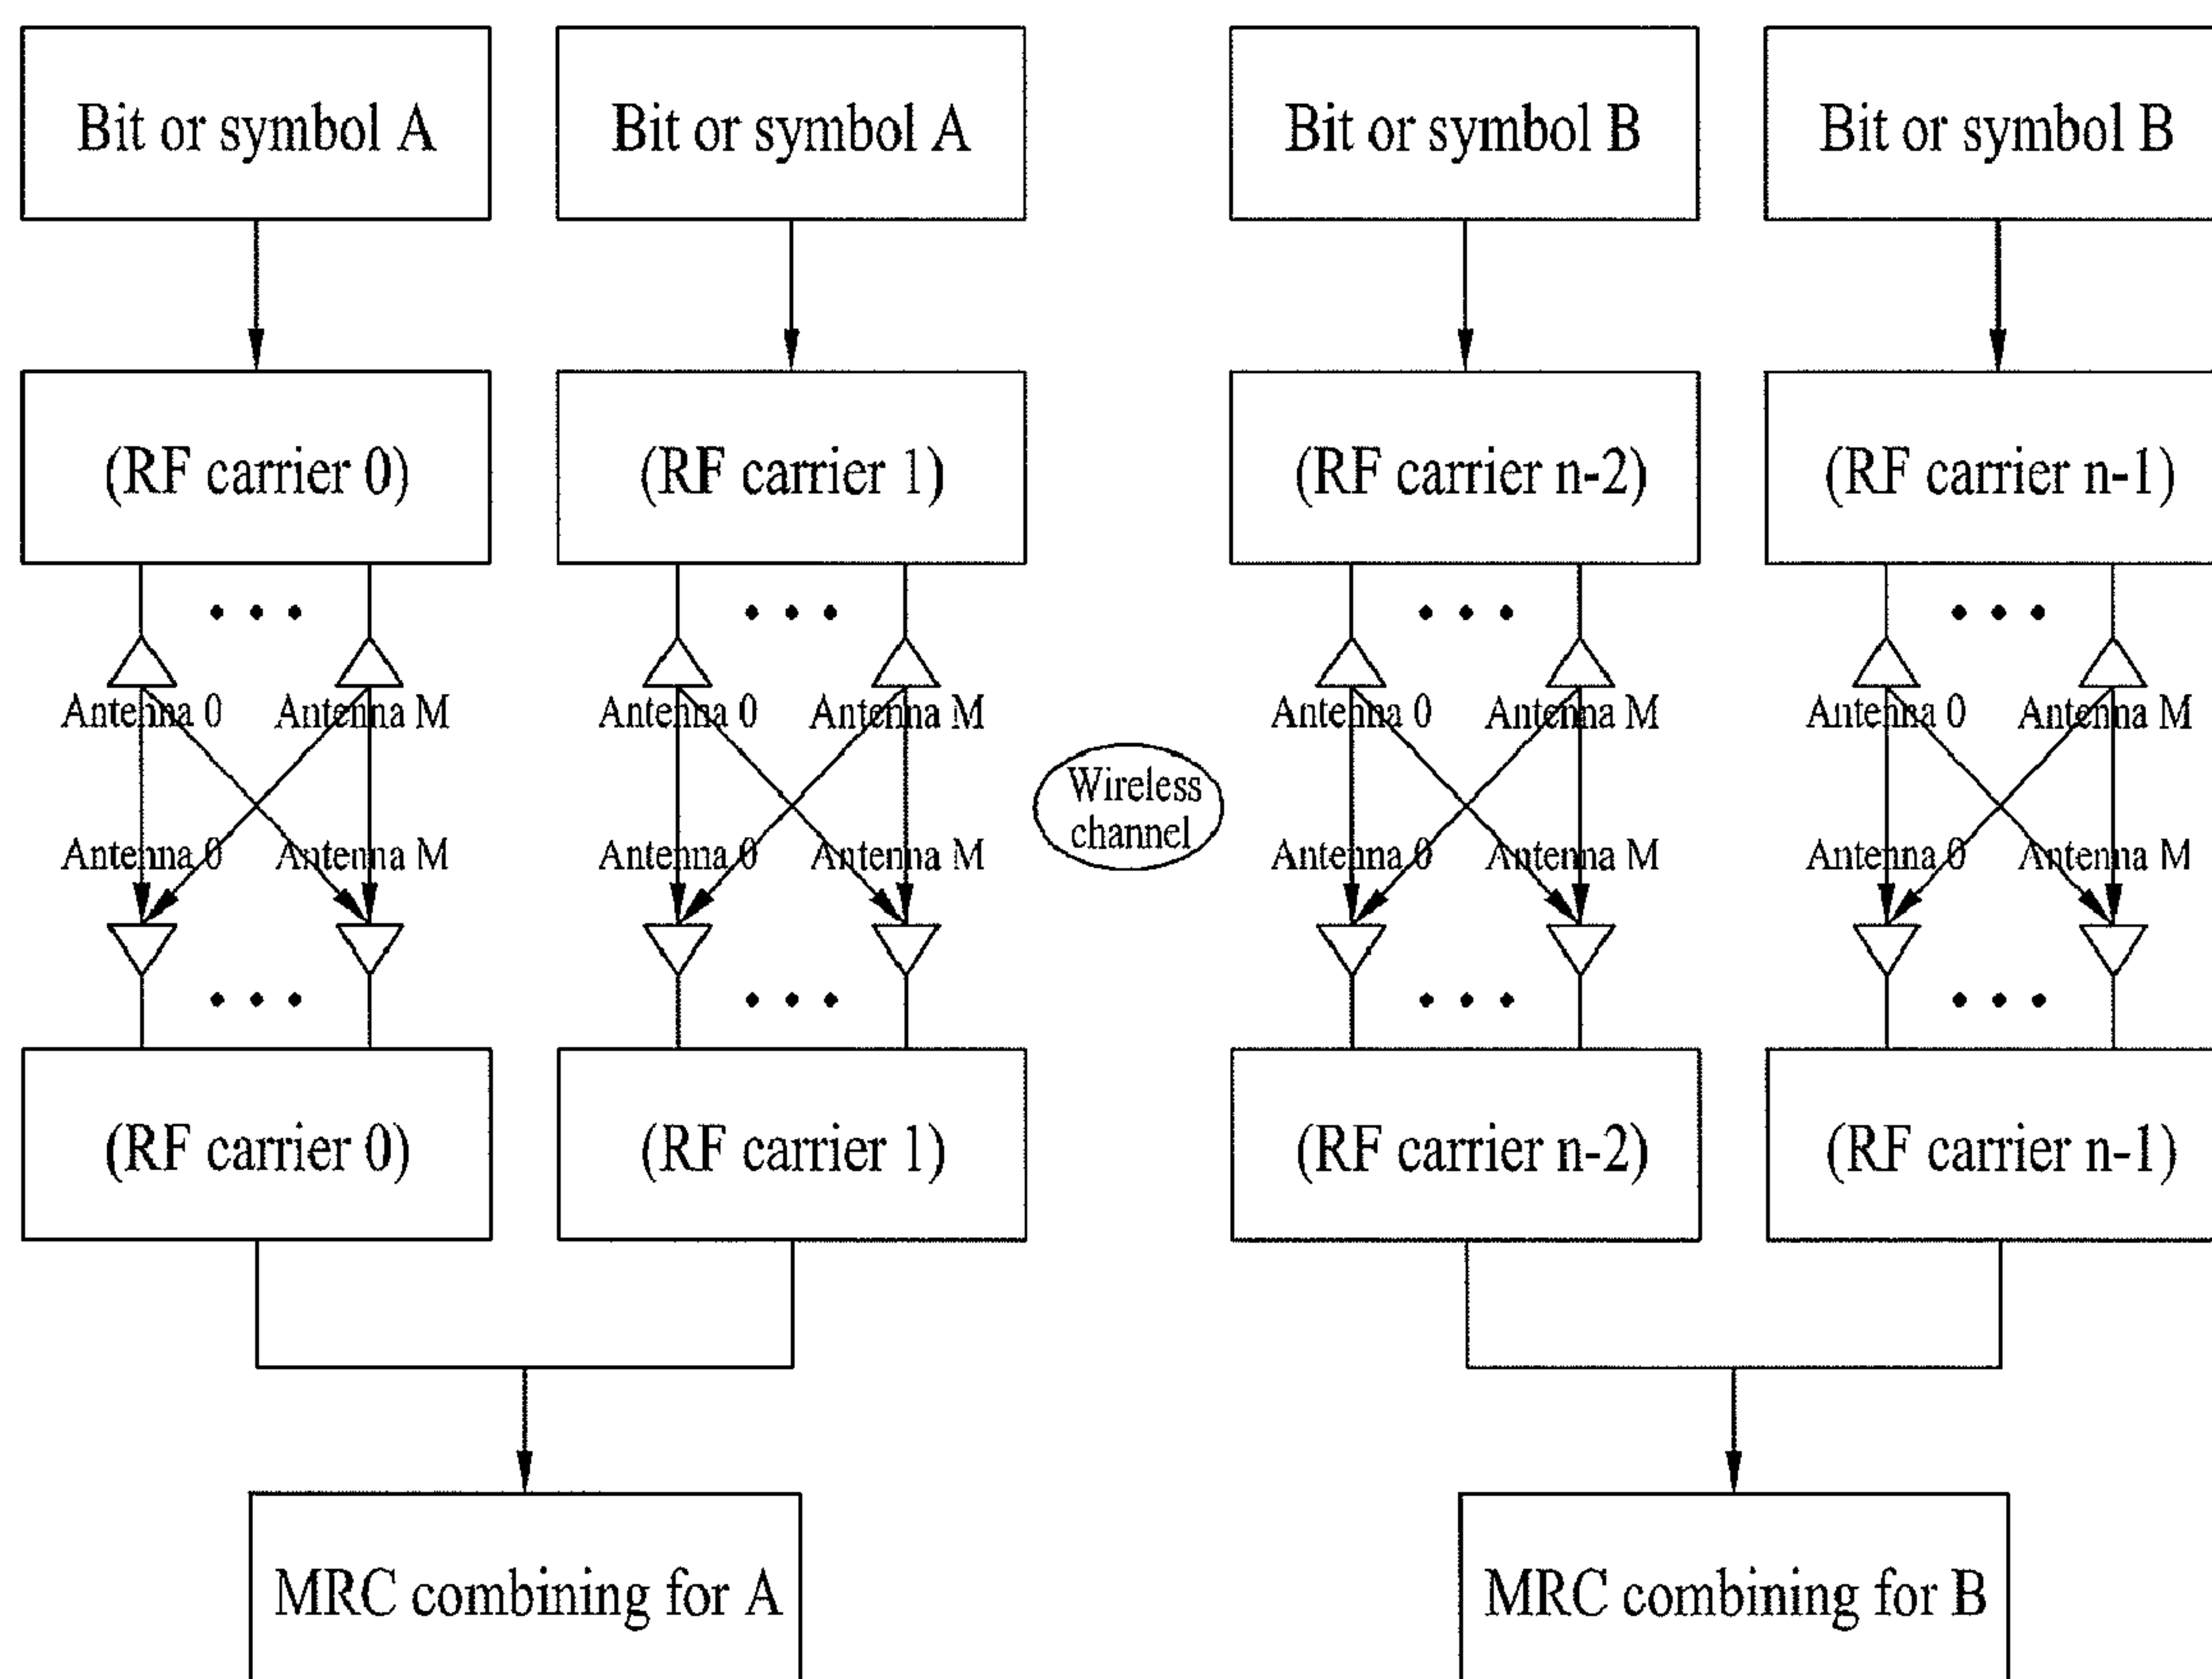 Bit or symbol A
Bit or symbol A
Bit or symbol B
Bit or symbol B
(RF carrier 0)
(RF carrier 1)
(RF carrier n-2)
(RF carrier n-1)
Antenna 0
Antenna M
Antenna 0
Antenna M
Antenna 0
Antenna M
Antenna 0
Antenna M
Wireless
channel
Antenna 0
Antenna M
Antenna 0
Antenna M
Antenna 0
Antenna M
Antenna 0
Antenna M
(RF carrier 0)
(RF carrier 1)
(RF carrier n-2)
(RF carrier n-1)
MRC combining for A
MRC combining for B